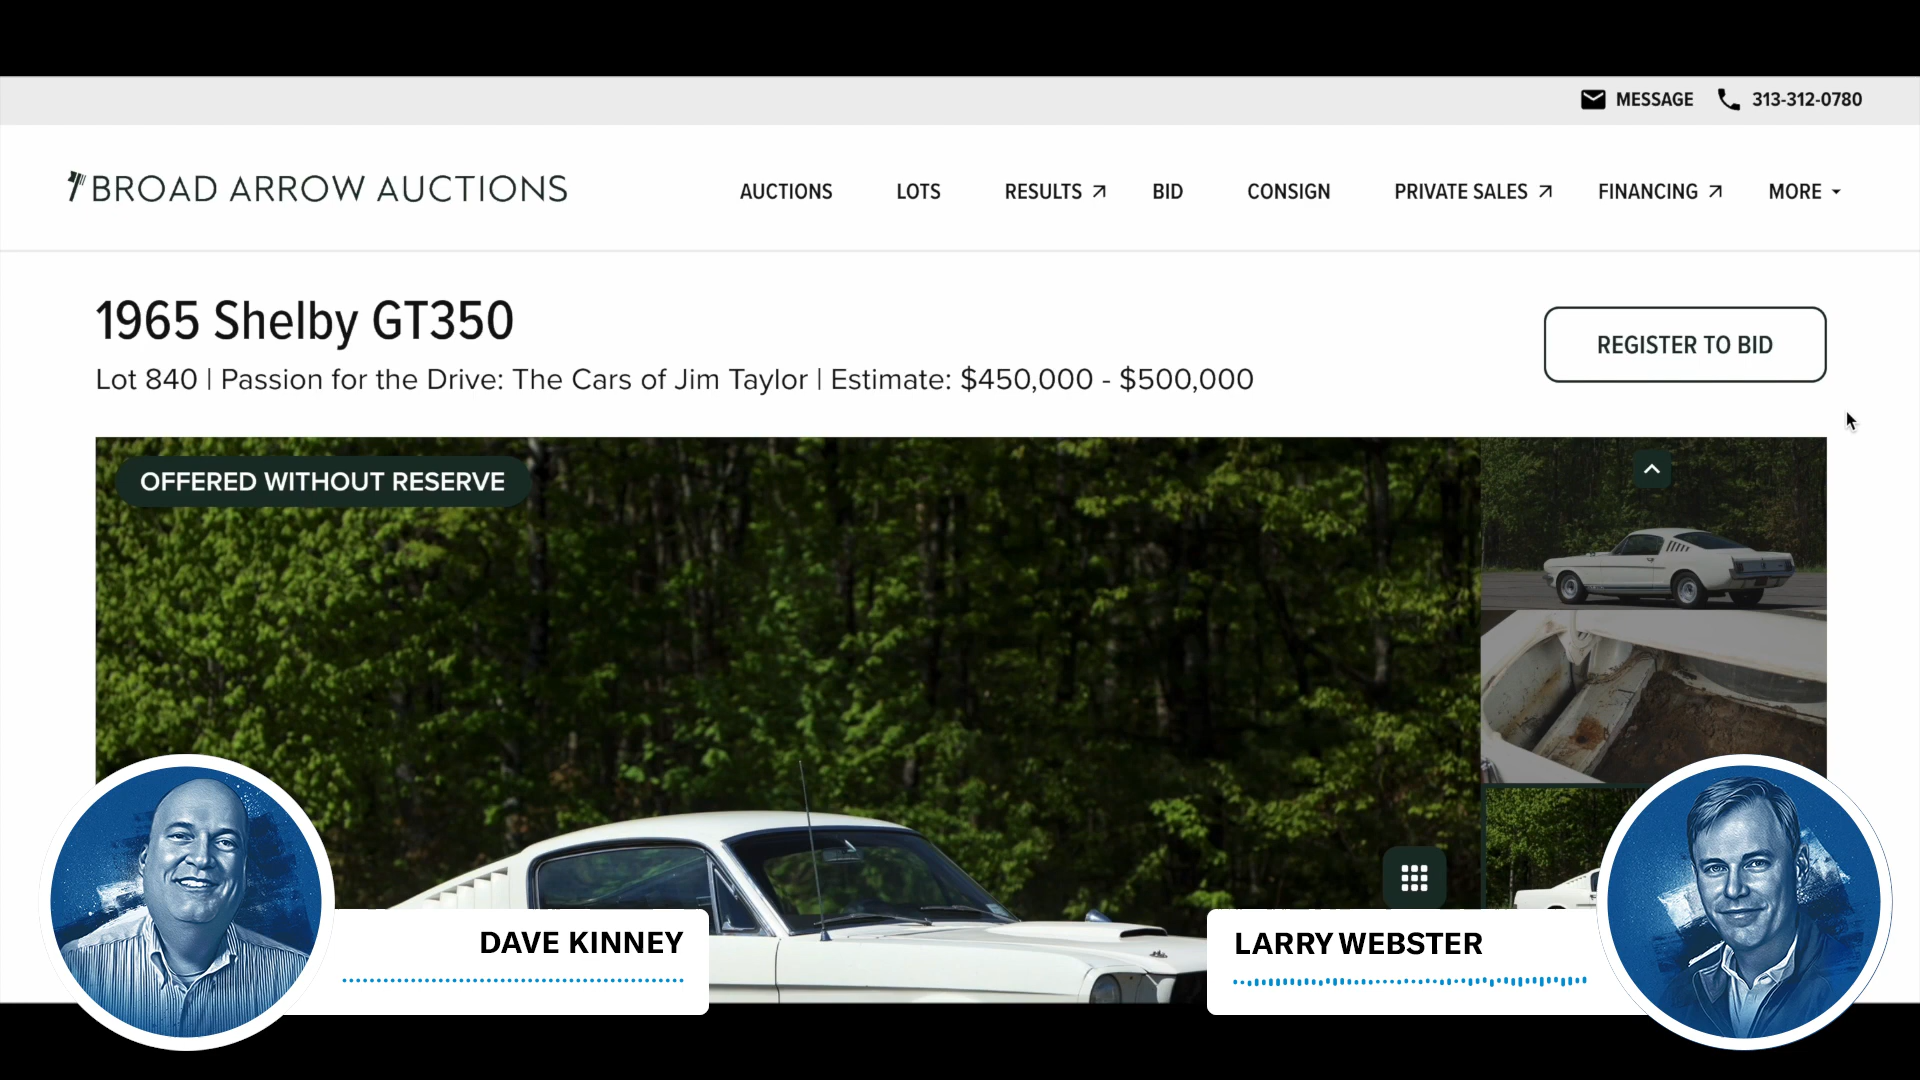 MESSAGE 313-312-0780
BROAD ARROW AUCTIONS
AUCTIONS LOTS RESULTS BID CONSIGN PRIVATE SALES FINANCING MORE
1965 Shelby GT350
Lot 840 | Passion for the Drive: The Cars of Jim Taylor | Estimate: $450,000 - $500,000
REGISTER TO BID
OFFERED WITHOUT RESERVE
DAVE KINNEY
LARRY WEBSTER